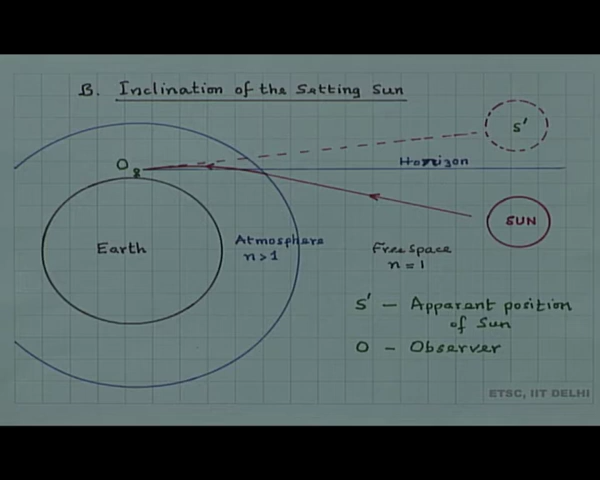 B. Inclination of the Setting Sun
S'
O
Horizon
SUN
Earth
Atmosphere
n > 1
Free space
n = 1
S' – Apparent position
of Sun
O – Observer
ETSC, IIT DELHI